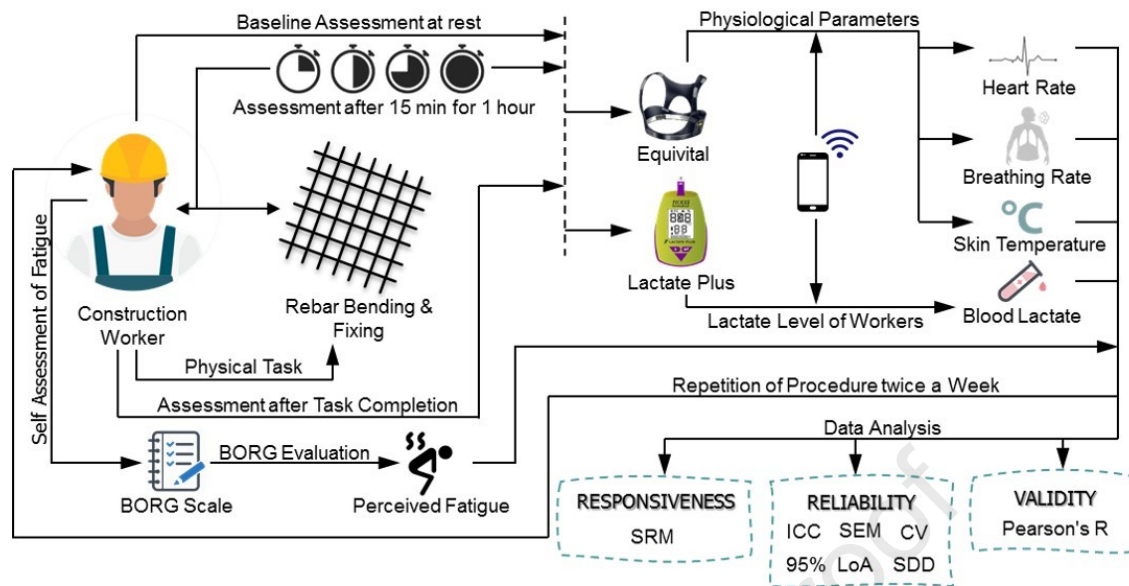 Baseline Assessment at rest
Assessment after 15 min for 1 hour
Construction
Worker
Rebar Bending &
Fixing
Physical Task
Assessment after Task Completion
Self Assessment of Fatigue
BORG Scale
BORG Evaluation
Perceived Fatigue
Physiological Parameters
Equivital
Lactate Plus
Lactate Level of Workers
Heart Rate
Breathing Rate
°C
Skin Temperature
Blood Lactate
Repetition of Procedure twice a Week
Data Analysis
RESPONSIVENESS
SRM
RELIABILITY
ICC SEM CV
95% LoA SDD
VALIDITY
Pearson's R